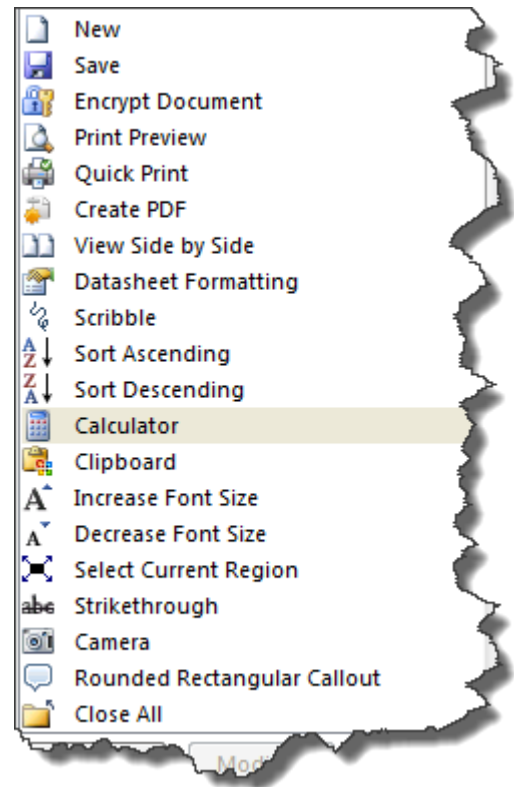 New
Save
Encrypt Document
Print Preview
Quick Print
Create PDF
View Side by Side
Datasheet Formatting
Scribble
Sort Ascending
Sort Descending
Calculator
Clipboard
Increase Font Size
Decrease Font Size
Select Current Region
abc Strikethrough
Camera
Rounded Rectangular Callout
Close All